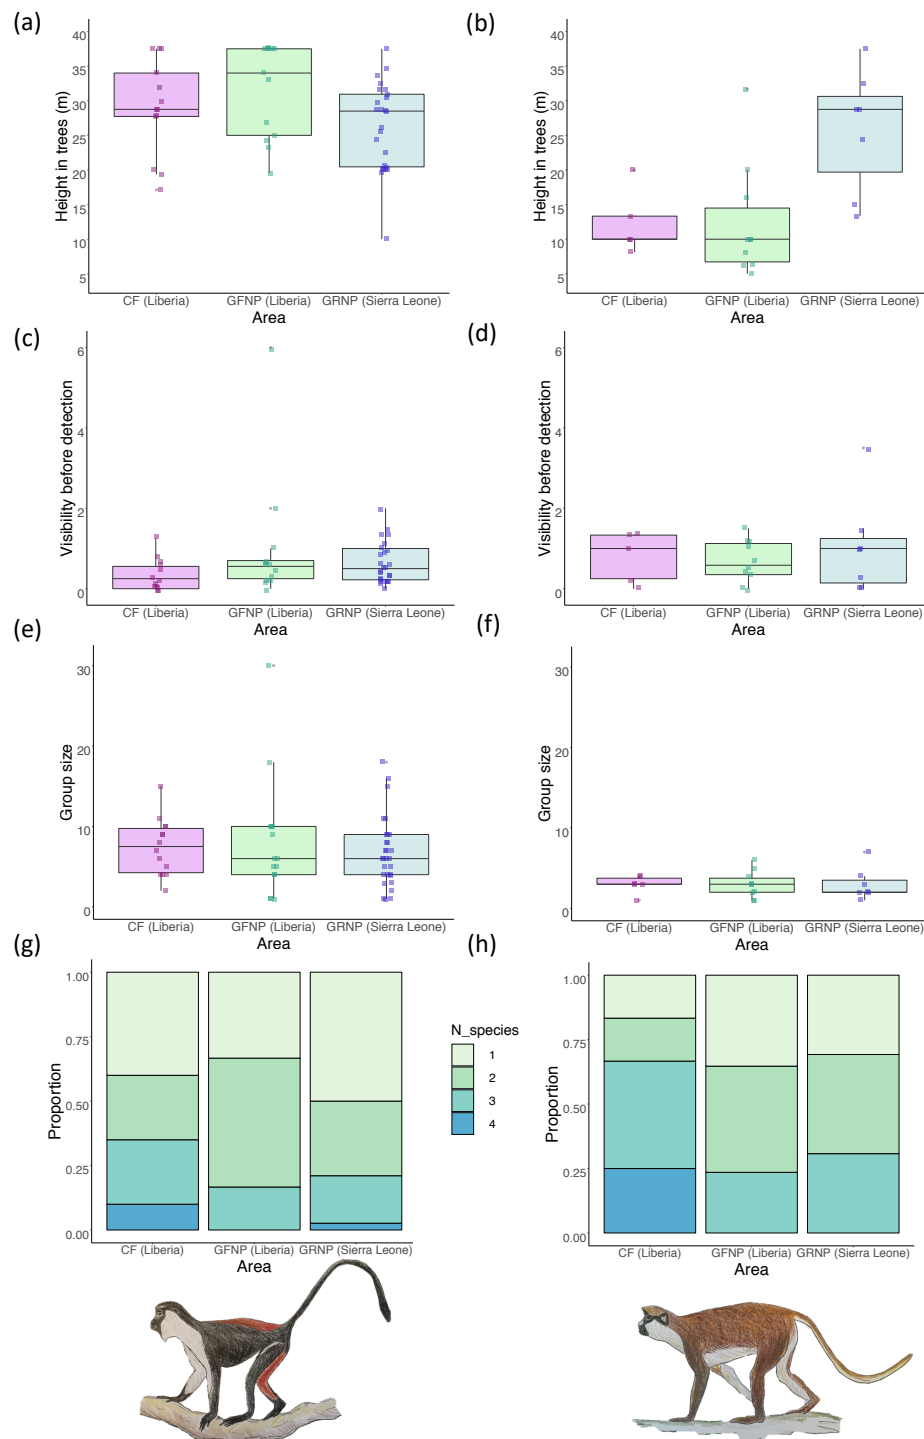 (a)
Height in trees (m)
40
35
30
25
20
15
10
5
CF (Liberia) GFNP (Liberia) GRNP (Sierra Leone)
Area
(b)
Height in trees (m)
40
35
30
25
20
15
10
5
CF (Liberia) GFNP (Liberia) GRNP (Sierra Leone)
Area
(c)
Visibility before detection
6
4
2
0
CF (Liberia) GFNP (Liberia) GRNP (Sierra Leone)
Area
(d)
Visibility before detection
6
4
2
0
CF (Liberia) GFNP (Liberia) GRNP (Sierra Leone)
Area
(e)
Group size
30
20
10
0
CF (Liberia) GFNP (Liberia) GRNP (Sierra Leone)
Area
(f)
Group size
30
20
10
0
CF (Liberia) GFNP (Liberia) GRNP (Sierra Leone)
Area
(g)
Proportion
1.00
0.75
0.50
0.25
0.00
CF (Liberia) GFNP (Liberia) GRNP (Sierra Leone)
Area
N_species
1
2
3
4
(h)
Proportion
1.00
0.75
0.50
0.25
0.00
CF (Liberia) GFNP (Liberia) GRNP (Sierra Leone)
Area